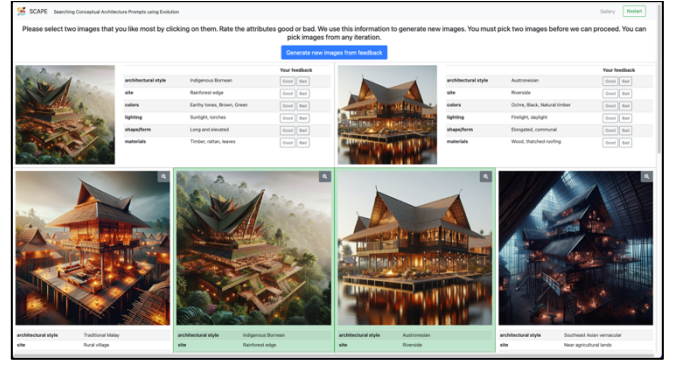 SCAPE Searching Conceptual Architecture Prompts using Evolution Gallery Restart
Please select two images that you like most by clicking on them. Rate the attributes good or bad. We use this information to generate new images. You must pick two images before we can proceed. You can
pick images from any iteration.
Generate new images from feedback
Your feedback Your feedback
architectural style Indigenous Bornean Good Bad architectural style Austronesian Good Bad
site Rainforest edge Good Bad site Riverside Good Bad
colors Earthy tones, Brown, Green Good Bad colors Ochre, Black, Natural timber Good Bad
lighting Sunlight, torches Good Bad lighting Firelight, daylight Good Bad
shape/form Long and elevated Good Bad shape/form Elongated, communal Good Bad
materials Timber, rattan, leaves Good Bad materials Wood, thatched roofing Good Bad
architectural style Traditional Malay architectural style Indigenous Bornean architectural style Austronesian architectural style Southeast Asian vernacular
site Rural village site Rainforest edge site Riverside site Near agricultural lands